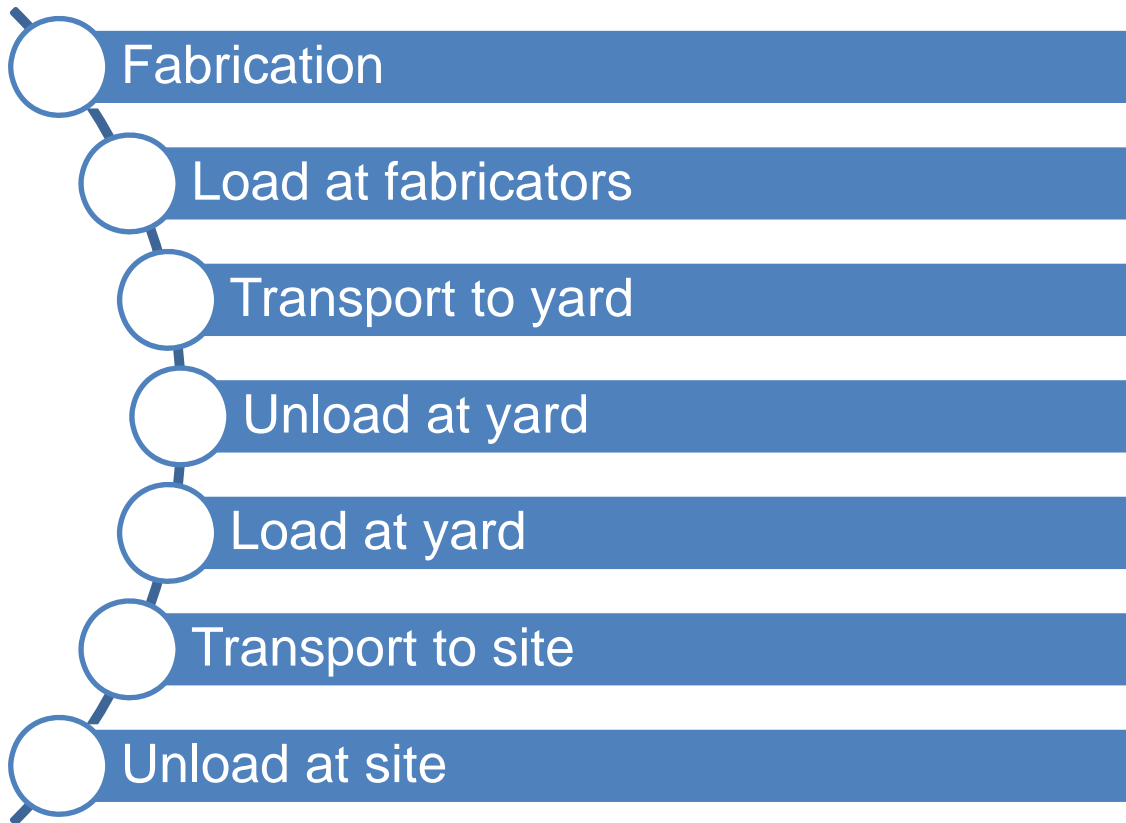 Fabrication
Load at fabricators
Transport to yard
Unload at yard
Load at yard
Transport to site
Unload at site